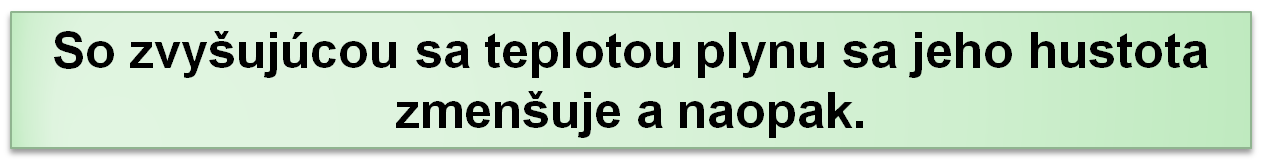 So zvyšujúcou sa teplotou plynu sa jeho hustota
zmenšuje a naopak.